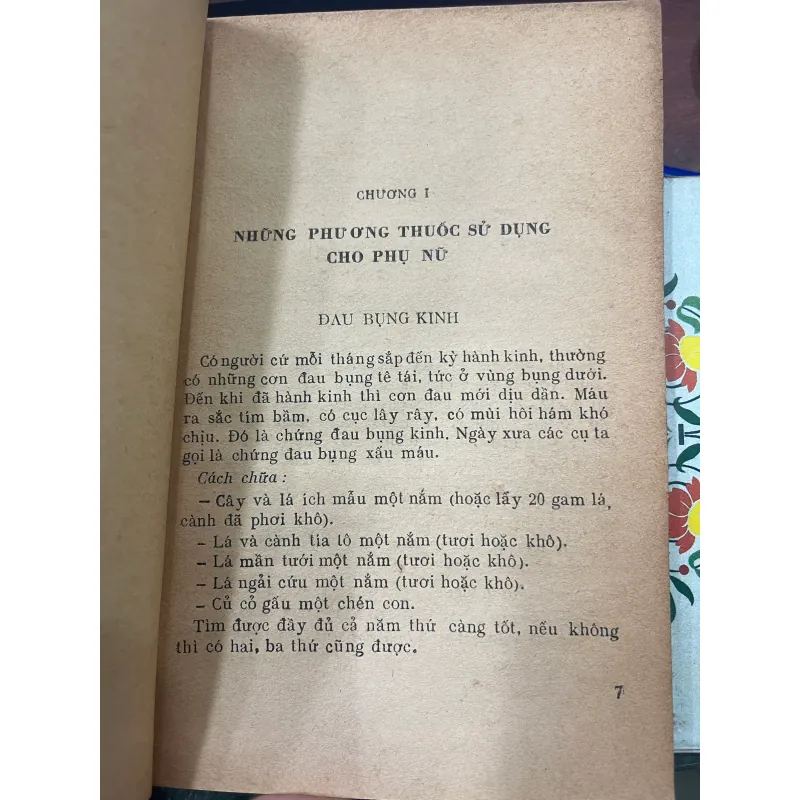 CHƯƠNG I
NHỮNG PHƯƠNG THUỐC SỬ DỤNG
CHO PHỤ NỮ
ĐAU BỤNG KINH
Có người cứ mỗi tháng sắp đến kỳ hành kinh, thường
có những cơn đau bụng tê tái, tức ở vùng bụng dưới.
Đến khi đã hành kinh thì cơn đau mới dịu dần. Máu
ra sắc tím bầm, có cục lây rây, có mùi hôi hám khó
chịu. Đó là chứng đau bụng kinh. Ngày xưa các cụ ta
gọi là chứng đau bụng xấu máu.
Cách chữa :
– Cây và lá ích mẫu một nắm (hoặc lấy 20 gam lá,
cành đã phơi khô).
– Lá và cành tía tô một nắm (tươi hoặc khô).
– Lá mần tưới một nắm (tươi hoặc khô).
– Lá ngải cứu một nắm (tươi hoặc khô).
– Củ cỏ gấu một chén con.
Tìm được đầy đủ cả năm thứ càng tốt, nếu không
thì có hai, ba thứ cũng được.
7